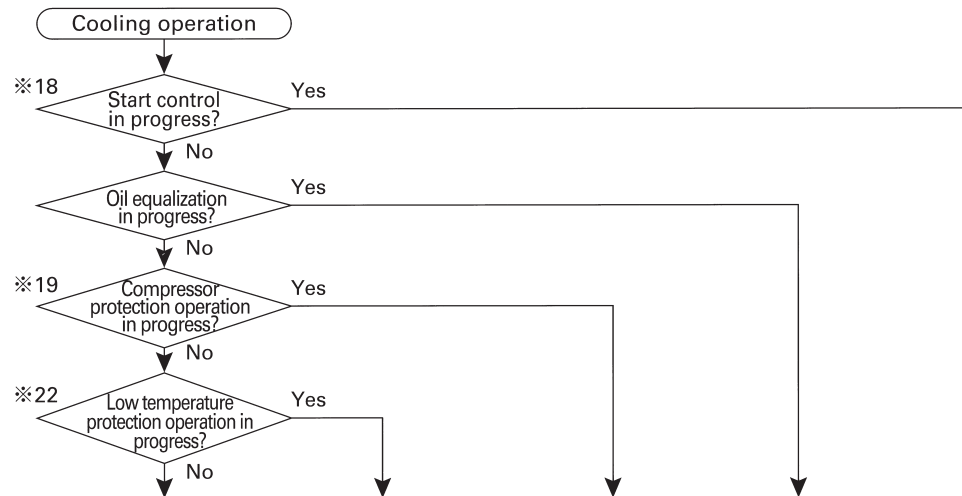 Cooling operation
※18
Start control
in progress?
Yes
No
Oil equalization
in progress?
Yes
No
※19
Compressor
protection operation
in progress?
Yes
No
※22
Low temperature
protection operation in
progress?
Yes
No